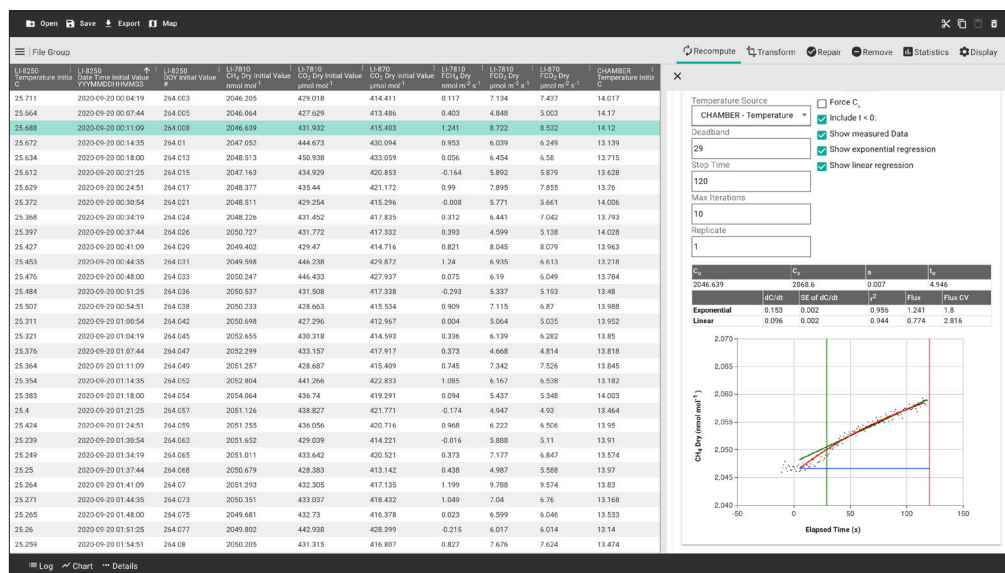 Open Save Export Map
File Group
Recompute Transform Repair Remove Statistics Display
LI-8250 LI-8250 LI-8250 LI-7810 LI-7810 LI-870 LI-7810 LI-7810 LI-870 CHAMBER
Temperature Initia Date Time Initial Value DOY Initial Value CH₄ Dry Initial Value CO₂ Dry Initial Value CO₂ Dry Initial Value FCH₄ Dry FCO₂ Dry FCO₂ Dry Temperature Initia
C YYYMMDDHHMMSS # nmol mol⁻¹ µmol mol⁻¹ µmol mol⁻¹ nmol m⁻² s⁻¹ µmol m⁻² s⁻¹ µmol m⁻² s⁻¹ C
25.711 2020-09-20 00:04:19 264.003 2046.205 429.018 414.411 0.117 7.134 7.437 14.017
25.664 2020-09-20 00:07:44 264.005 2046.064 427.629 413.486 0.403 4.848 5.003 14.17
25.688 2020-09-20 00:11:09 264.008 2046.639 431.932 415.403 1.241 8.722 8.532 14.12
25.672 2020-09-20 00:14:35 264.01 2047.052 444.673 430.094 0.953 6.039 6.249 13.139
25.634 2020-09-20 00:18:00 264.013 2048.513 450.938 433.059 0.056 6.454 6.58 13.715
25.612 2020-09-20 00:21:25 264.015 2047.163 434.929 420.853 -0.164 5.892 5.879 13.628
25.629 2020-09-20 00:24:51 264.017 2048.377 435.44 421.172 0.99 7.895 7.855 13.76
25.372 2020-09-20 00:30:54 264.021 2048.511 429.254 415.296 -0.008 5.771 5.661 14.006
25.368 2020-09-20 00:34:19 264.024 2048.226 431.452 417.835 0.312 6.441 7.042 13.793
25.397 2020-09-20 00:37:44 264.026 2050.727 431.772 417.332 0.393 4.599 5.138 14.028
25.427 2020-09-20 00:41:09 264.029 2049.402 429.47 414.716 0.821 8.045 8.079 13.963
25.453 2020-09-20 00:44:35 264.031 2049.598 446.238 429.872 1.24 6.935 6.613 13.218
25.476 2020-09-20 00:48:00 264.033 2050.247 446.433 427.937 0.075 6.19 6.049 13.784
25.484 2020-09-20 00:51:25 264.036 2050.537 431.508 417.338 -0.293 5.337 5.193 13.48
25.507 2020-09-20 00:54:51 264.038 2050.233 428.663 415.534 0.909 7.115 6.87 13.988
25.311 2020-09-20 01:00:54 264.042 2050.698 427.296 412.967 0.004 5.064 5.035 13.952
25.321 2020-09-20 01:04:19 264.045 2052.655 430.318 414.593 0.336 6.139 6.282 13.85
25.376 2020-09-20 01:07:44 264.047 2052.299 433.157 417.917 0.373 4.668 4.814 13.818
25.364 2020-09-20 01:11:09 264.049 2051.257 428.687 415.409 0.745 7.342 7.526 13.845
25.354 2020-09-20 01:14:35 264.052 2052.804 441.266 422.833 1.085 6.167 6.538 13.182
25.383 2020-09-20 01:18:00 264.054 2054.064 436.74 419.291 0.094 5.437 5.348 14.003
25.4 2020-09-20 01:21:25 264.057 2051.126 438.827 421.771 -0.174 4.947 4.93 13.464
25.424 2020-09-20 01:24:51 264.059 2051.255 436.056 420.716 0.968 6.222 6.506 13.95
25.239 2020-09-20 01:30:54 264.063 2051.652 429.039 414.221 -0.016 5.888 5.11 13.91
25.249 2020-09-20 01:34:19 264.065 2051.011 433.642 420.521 0.373 7.177 6.847 13.574
25.25 2020-09-20 01:37:44 264.068 2050.679 428.383 413.142 0.438 4.987 5.588 13.97
25.264 2020-09-20 01:41:09 264.07 2051.293 432.305 417.135 1.199 9.788 9.574 13.83
25.271 2020-09-20 01:44:35 264.073 2050.351 433.037 418.432 1.049 7.04 6.76 13.168
25.265 2020-09-20 01:48:00 264.075 2049.681 432.73 416.378 0.023 6.599 6.046 13.533
25.26 2020-09-20 01:51:25 264.077 2049.802 442.938 428.399 -0.215 6.017 6.014 13.14
25.259 2020-09-20 01:54:51 264.08 2050.205 431.315 416.807 0.827 7.676 7.624 13.474
Temperature Source
CHAMBER - Temperature
Deadband
29
Stop Time
120
Max Iterations
10
Replicate
1
Force Cₓ
Include t < 0:
Show measured Data
Show exponential regression
Show linear regression
C₀ Cₓ a t₀
2046.639 2068.6 0.007 4.946
dC/dt SE of dC/dt r² Flux Flux CV
Exponential 0.153 0.002 0.956 1.241 1.8
Linear 0.096 0.002 0.944 0.774 2.816
2,070
2,065
2,060
2,055
2,050
2,045
2,040
CH₄ Dry (nmol mol⁻¹)
-50 0 50 100 150
Elapsed Time (s)
Log Chart Details